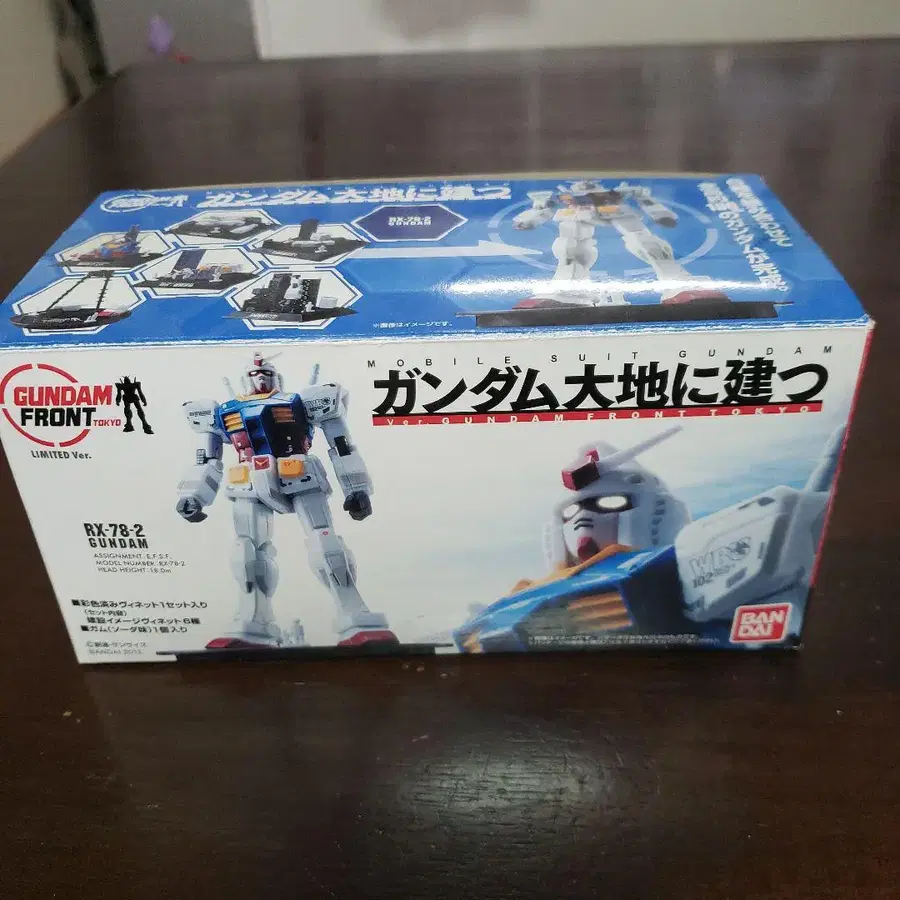 ガンダム大地に建つ
RX-78-2
GUNDAM
※画像はイメージです。
GUNDAM
FRONT
TOKYO
LIMITED Ver.
MOBILE SUIT GUNDAM
ガンダム大地に建つ
Ver. GUNDAM FRONT TOKYO
RX-78-2
GUNDAM
ASSIGNMENT: E.F.S.F.
MODEL NUMBER: RX-78-2
HEAD HEIGHT: 18.0m
■彩色済みヴィネット1セット入り
(セット内容)
建設イメージヴィネット6種
■ガム(ソーダ味)1個入り
©創通・サンライズ
BANDAI
WB
102
BAN
DAI